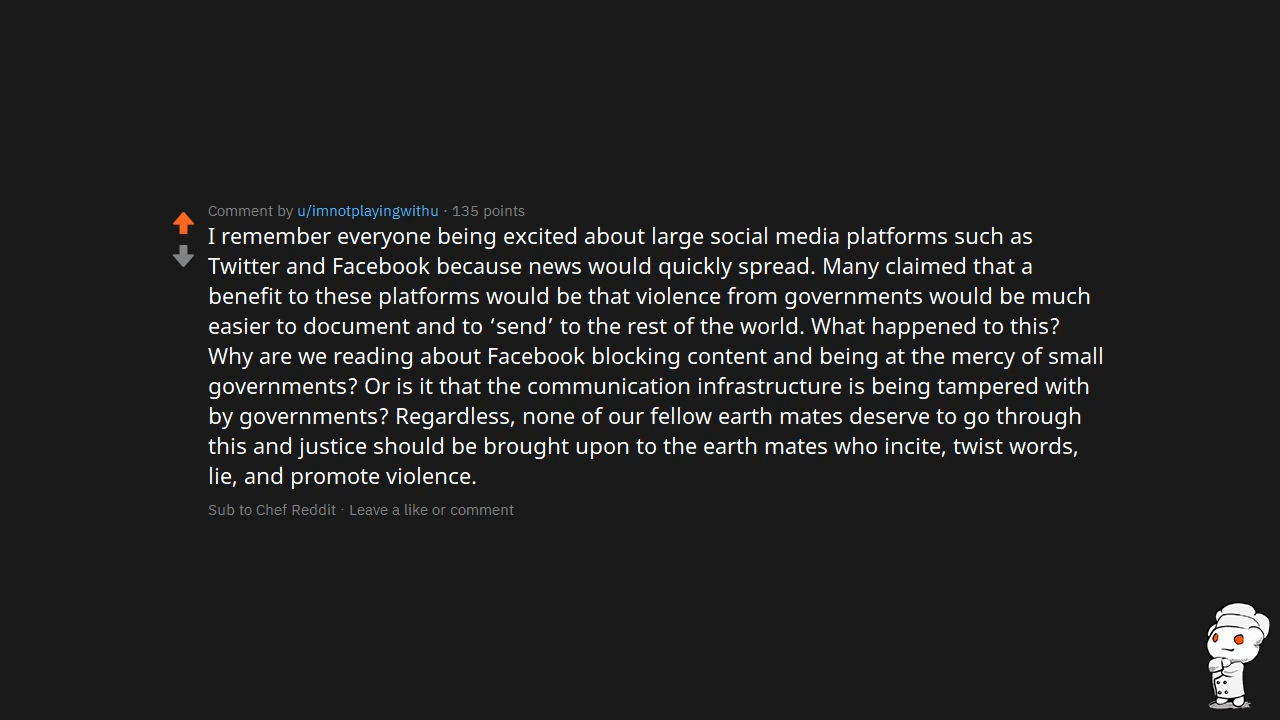 Comment by u/imnotplayingwithu · 135 points
I remember everyone being excited about large social media platforms such as
Twitter and Facebook because news would quickly spread. Many claimed that a
benefit to these platforms would be that violence from governments would be much
easier to document and to ‘send’ to the rest of the world. What happened to this?
Why are we reading about Facebook blocking content and being at the mercy of small
governments? Or is it that the communication infrastructure is being tampered with
by governments? Regardless, none of our fellow earth mates deserve to go through
this and justice should be brought upon to the earth mates who incite, twist words,
lie, and promote violence.
Sub to Chef Reddit · Leave a like or comment